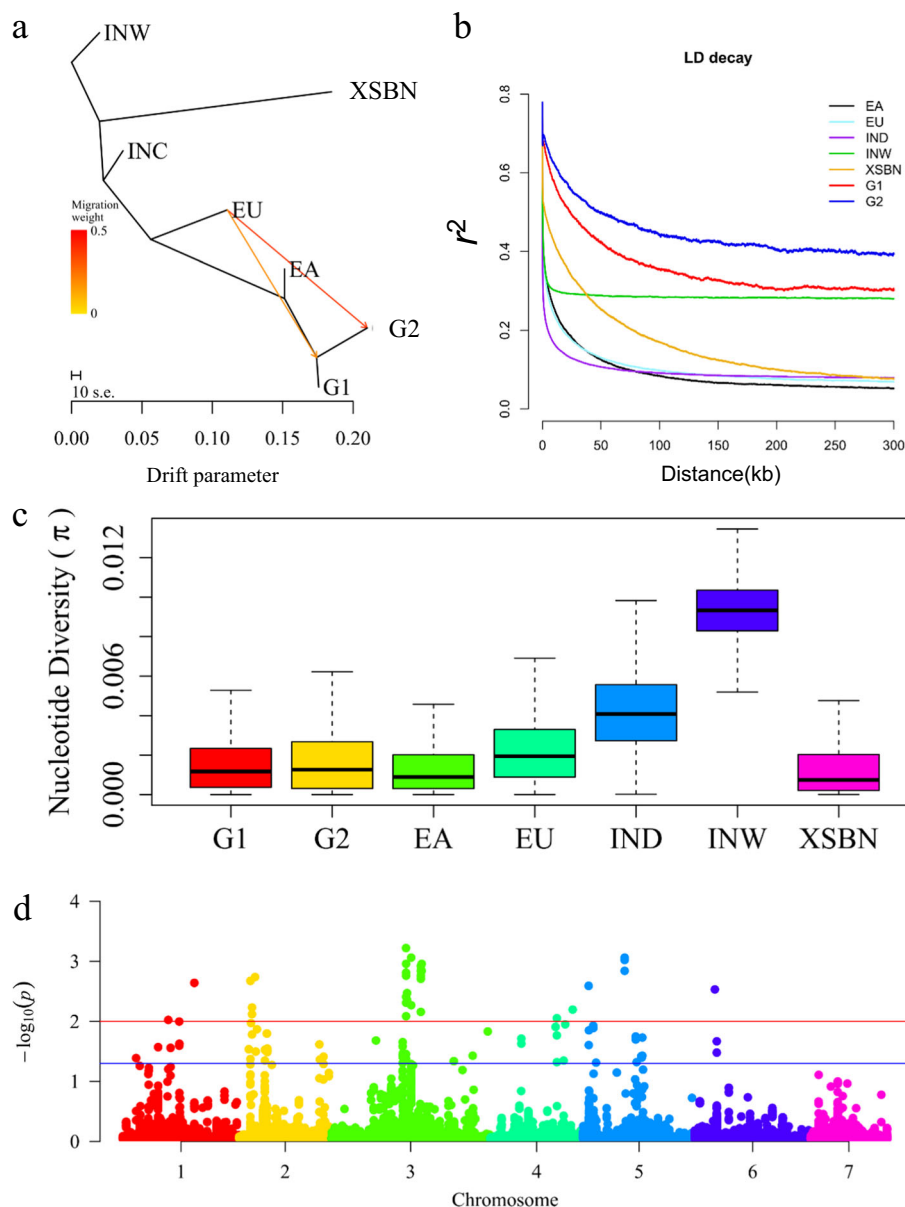 a
INW
XSBN
INC
Migration
weight
0.5
0
EU
EA
G2
G1
10 s.e.
0.00 0.05 0.10 0.15 0.20
Drift parameter
b
LD decay
0.8
0.6
0.4
0.2
0.0
r²
EA
EU
IND
INW
XSBN
G1
G2
0 50 100 150 200 250 300
Distance(kb)
c
Nucleotide Diversity ( π )
0.012
0.006
0.000
G1 G2 EA EU IND INW XSBN
d
4
3
2
1
0
−log₁₀(p)
1 2 3 4 5 6 7
Chromosome